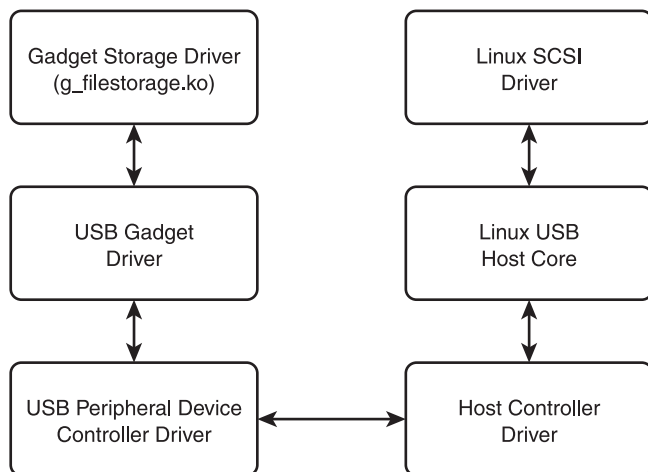 Gadget Storage Driver
(g_filestorage.ko)
Linux SCSI
Driver
USB Gadget
Driver
Linux USB
Host Core
USB Peripheral Device
Controller Driver
Host Controller
Driver